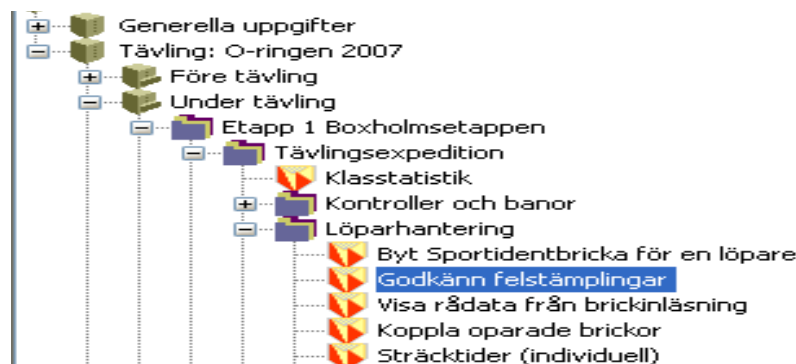 Generella uppgifter
Tävling: O-ringen 2007
Före tävling
Under tävling
Etapp 1 Boxholmsetappen
Tävlingsexpedition
Klasstatistik
Kontroller och banor
Löparhantering
Byt Sportidentbricka för en löpare
Godkänn felstämplingar
Visa rådata från brickinläsning
Koppla oparade brickor
Sträcktider (individuell)